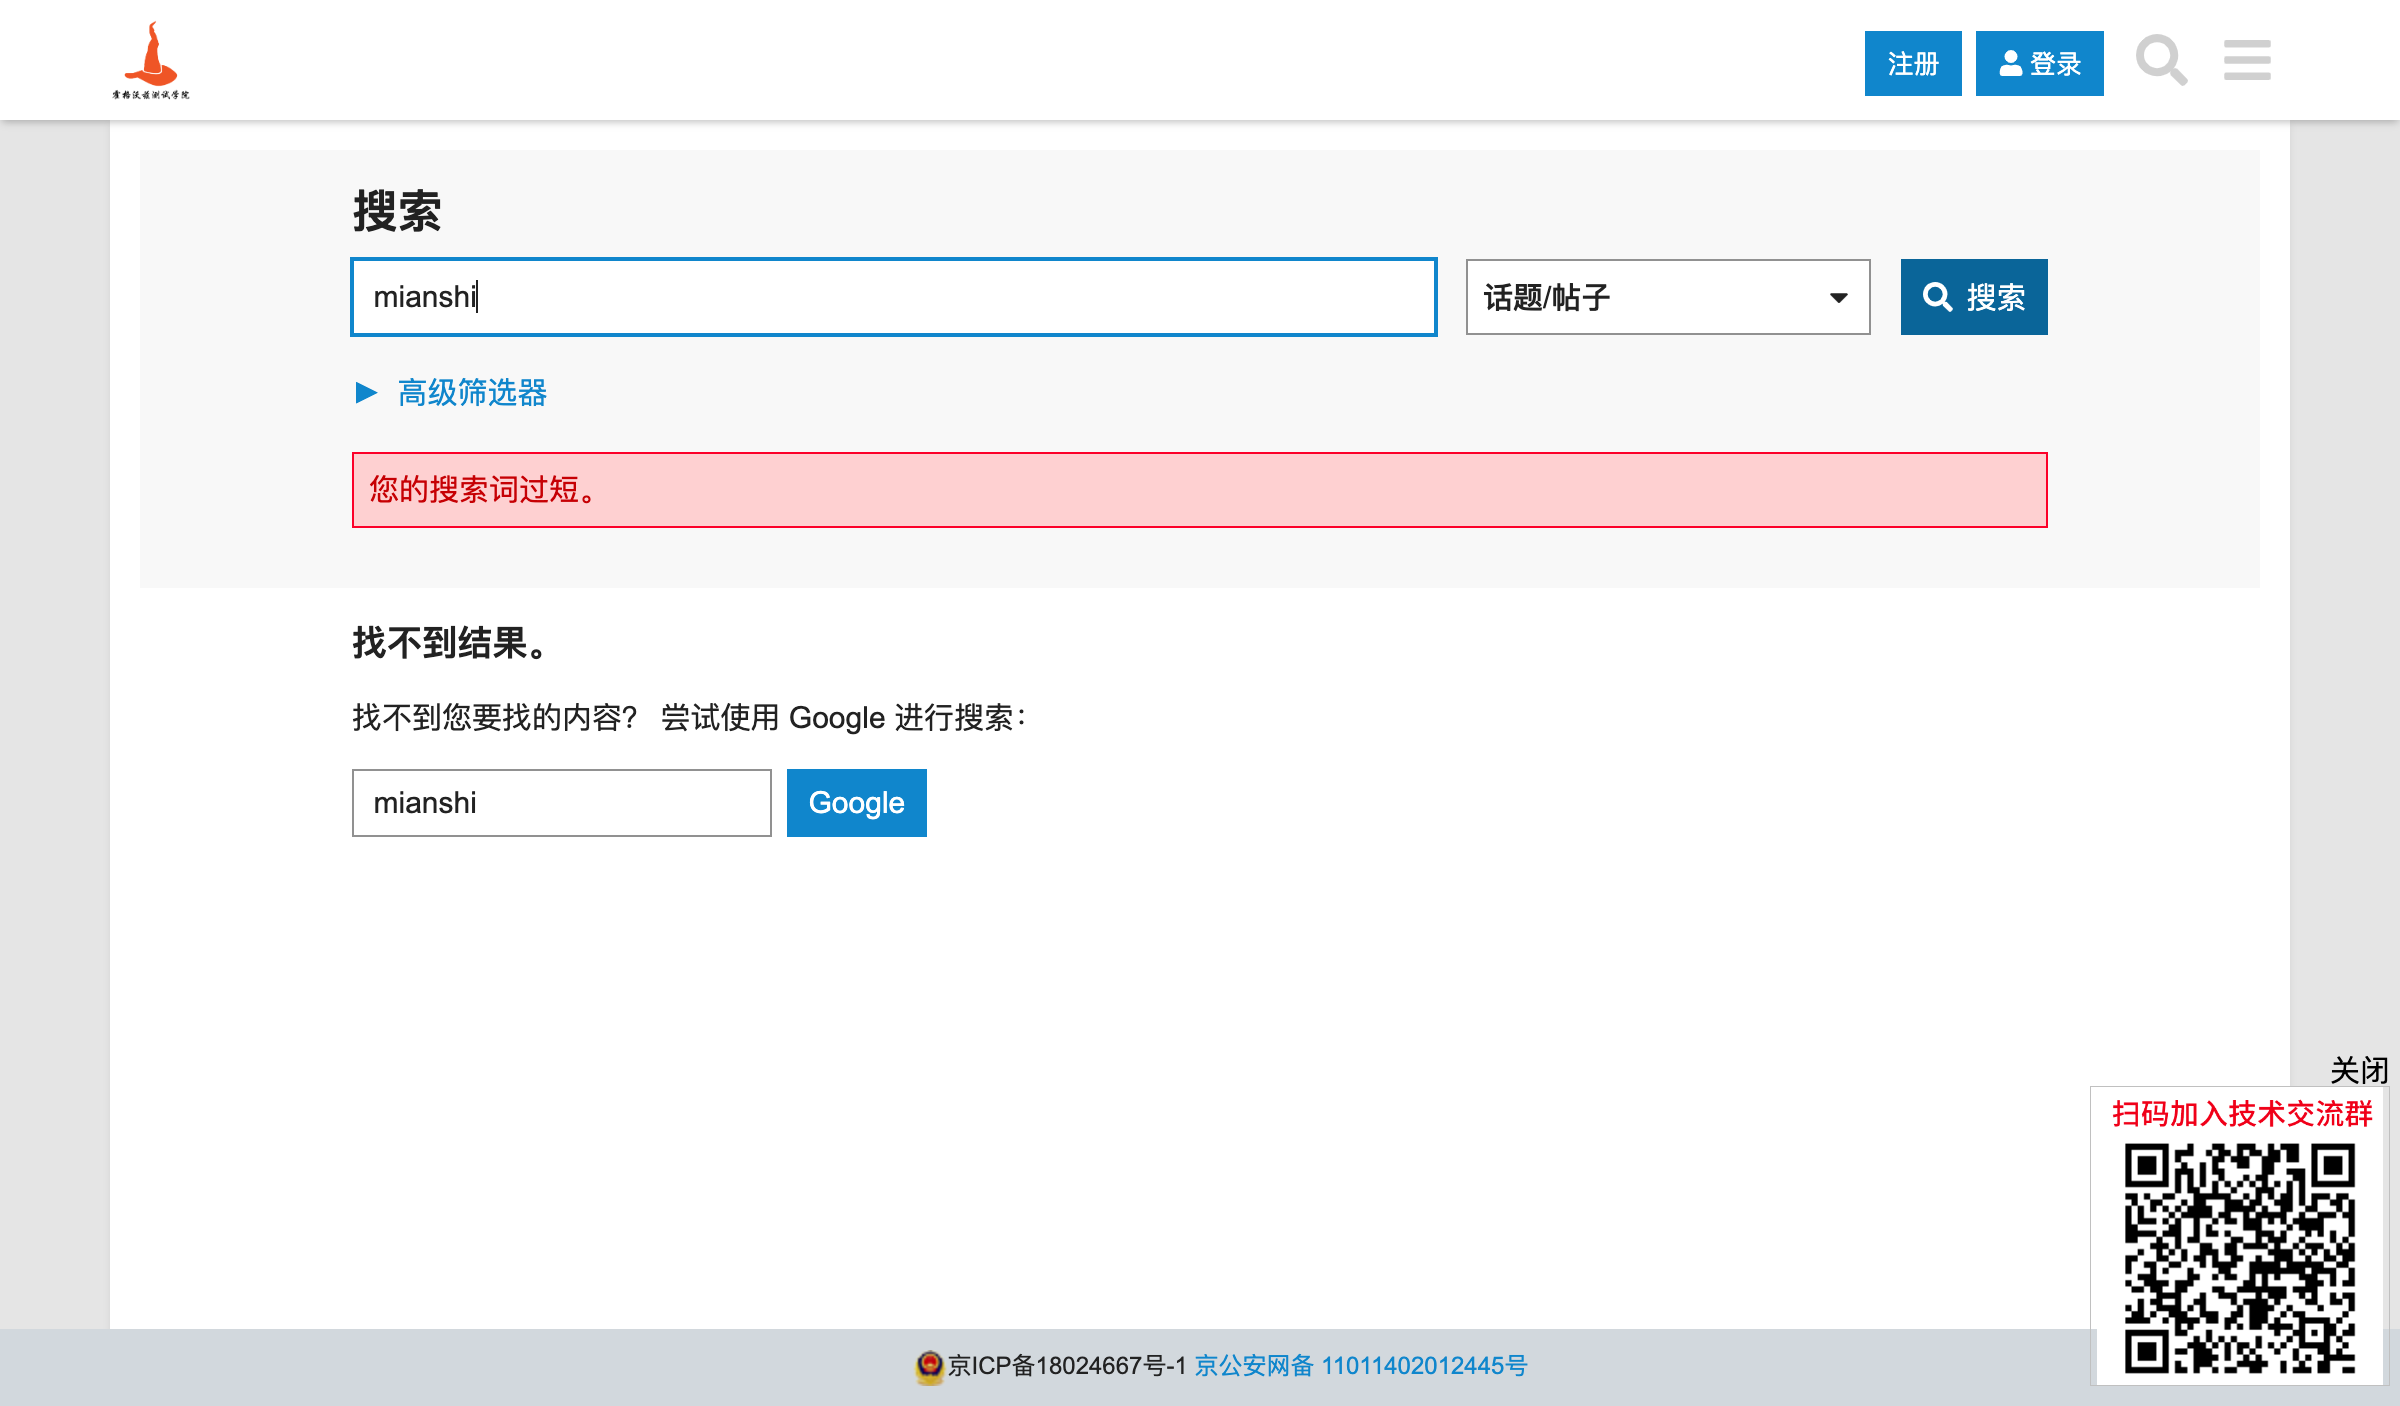 霍格沃兹测试学院
注册
登录
搜索
mianshi
话题/帖子
搜索
高级筛选器
您的搜索词过短。
找不到结果。
找不到您要找的内容? 尝试使用 Google 进行搜索:
mianshi
Google
关闭
扫码加入技术交流群
京ICP备18024667号-1 京公安网备 11011402012445号